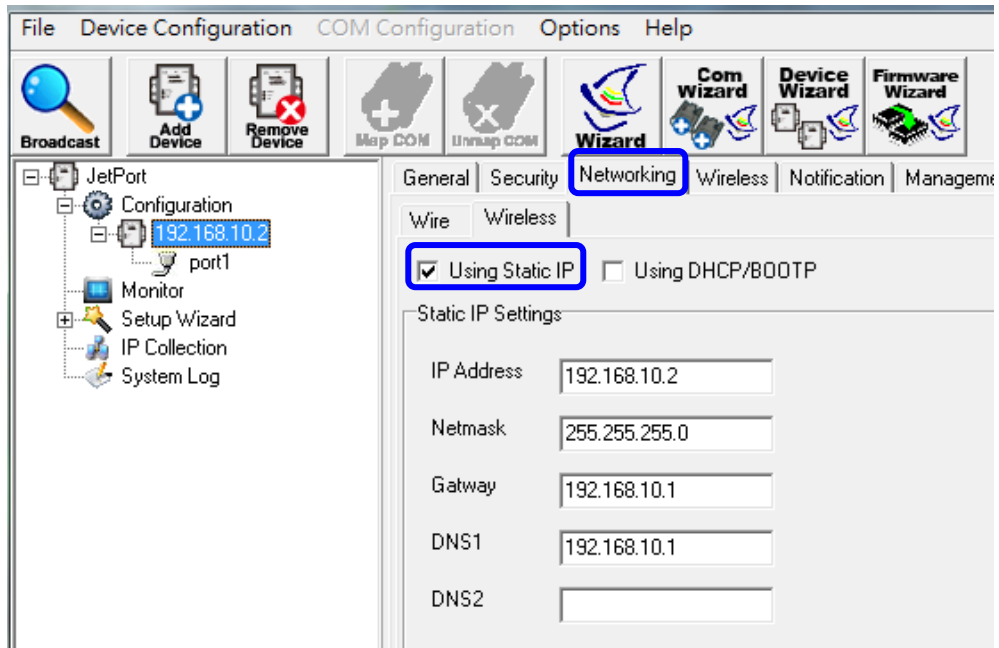 File Device Configuration COM Configuration Options Help
Broadcast
Add Device
Remove Device
Map COM
Unmap COM
Wizard
Com Wizard
Device Wizard
Firmware Wizard
JetPort
Configuration
192.168.10.2
port1
Monitor
Setup Wizard
IP Collection
System Log
General Security Networking Wireless Notification Manageme
Wire Wireless
Using Static IP Using DHCP/BOOTP
Static IP Settings
IP Address 192.168.10.2
Netmask 255.255.255.0
Gatway 192.168.10.1
DNS1 192.168.10.1
DNS2